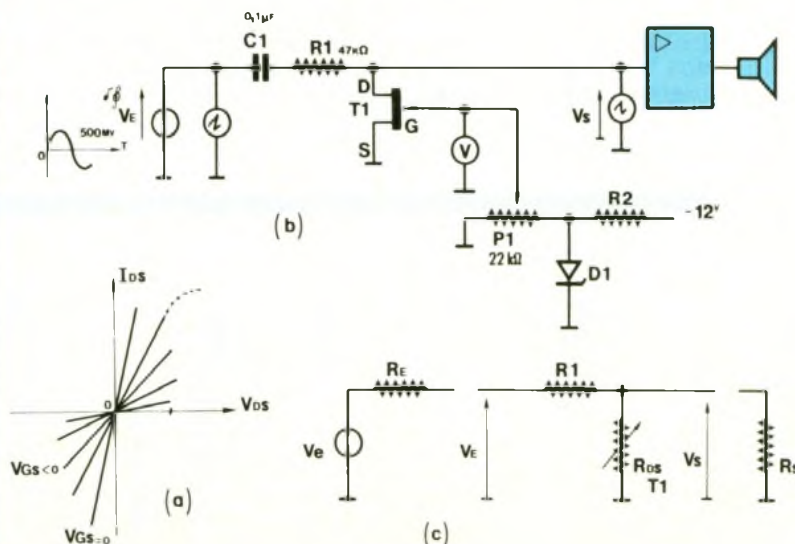 0,1µF
C1
R1 47KΩ
VE
500MV
0
T
D
T1
G
S
V
VS
(b)
P1
22kΩ
R2
-12V
D1
IDS
0
VDS
VGS<0
VGS=0
(a)
RE
R1
Ve
VE
RDS
T1
VS
RS
(c)